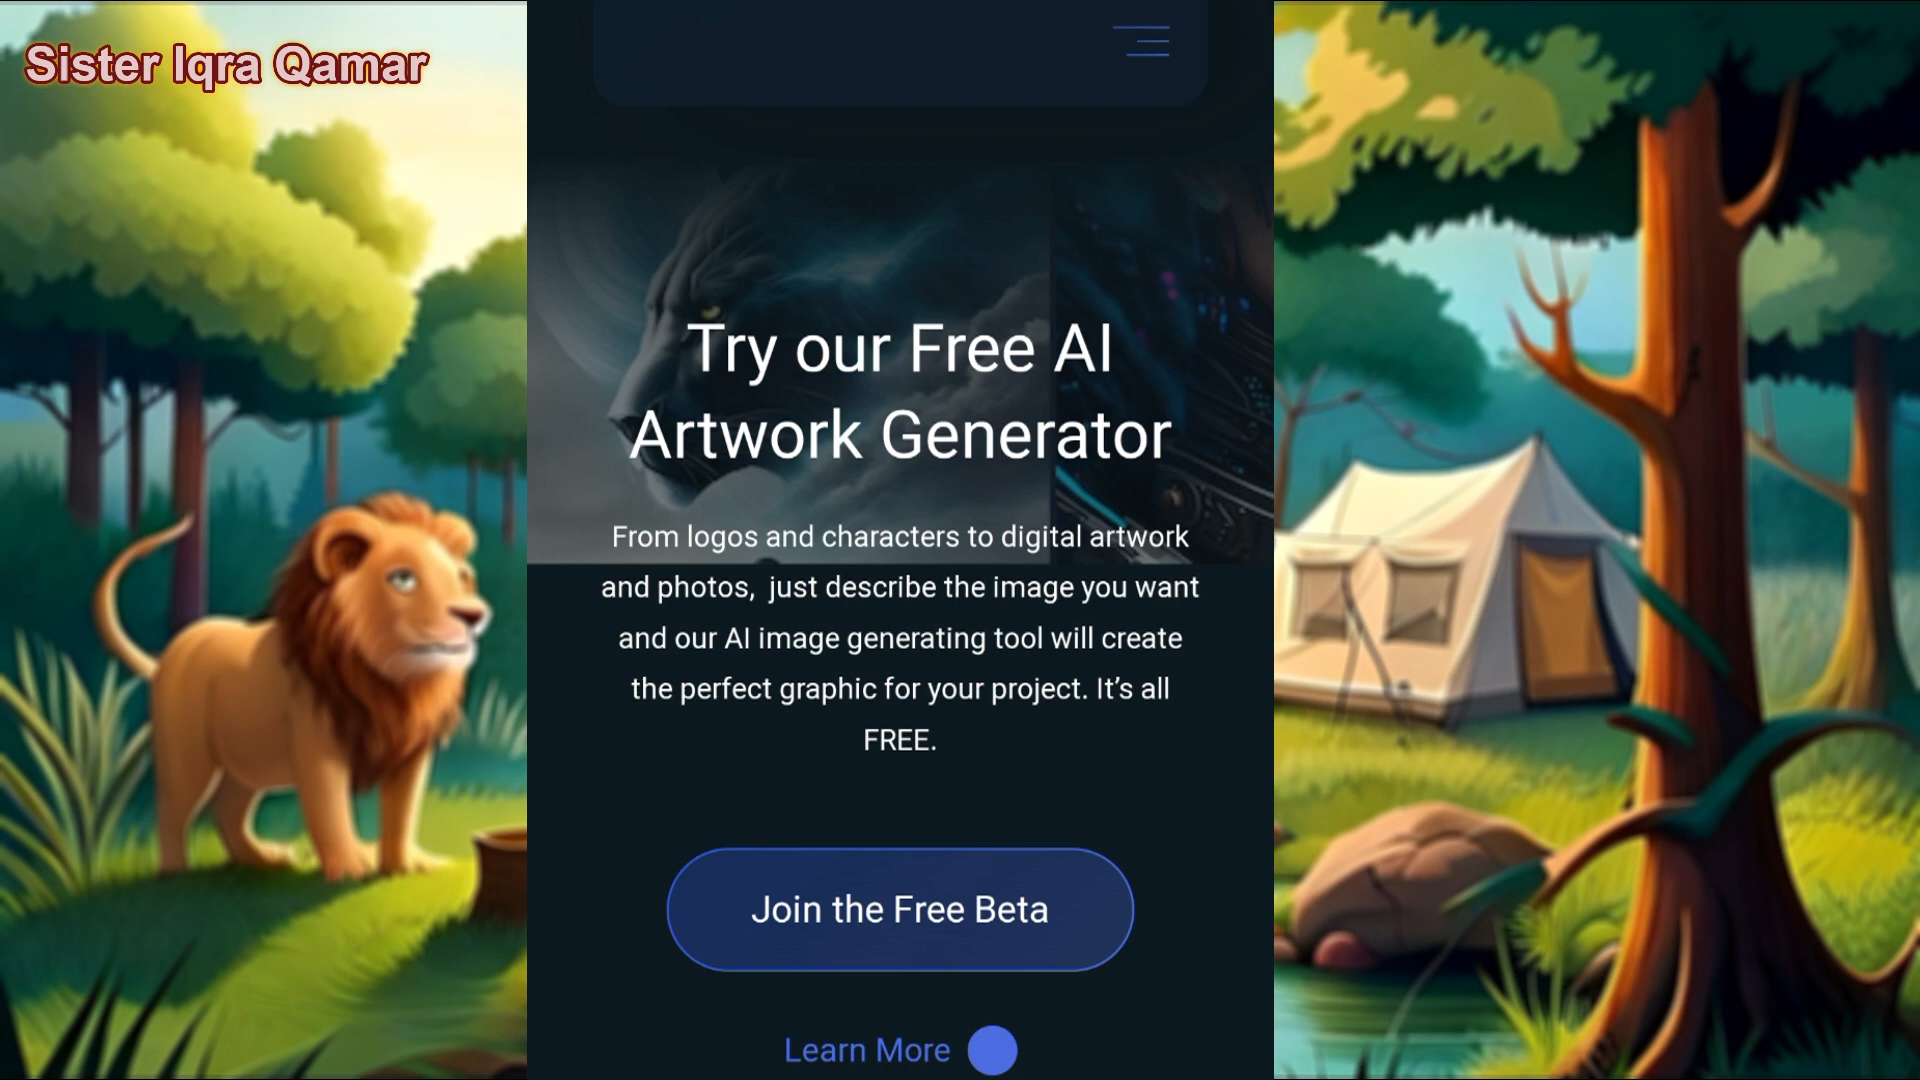 Sister Iqra Qamar
Try our Free AI
Artwork Generator
From logos and characters to digital artwork
and photos,  just describe the image you want
and our AI image generating tool will create
the perfect graphic for your project. It’s all
FREE.
Join the Free Beta
Learn More